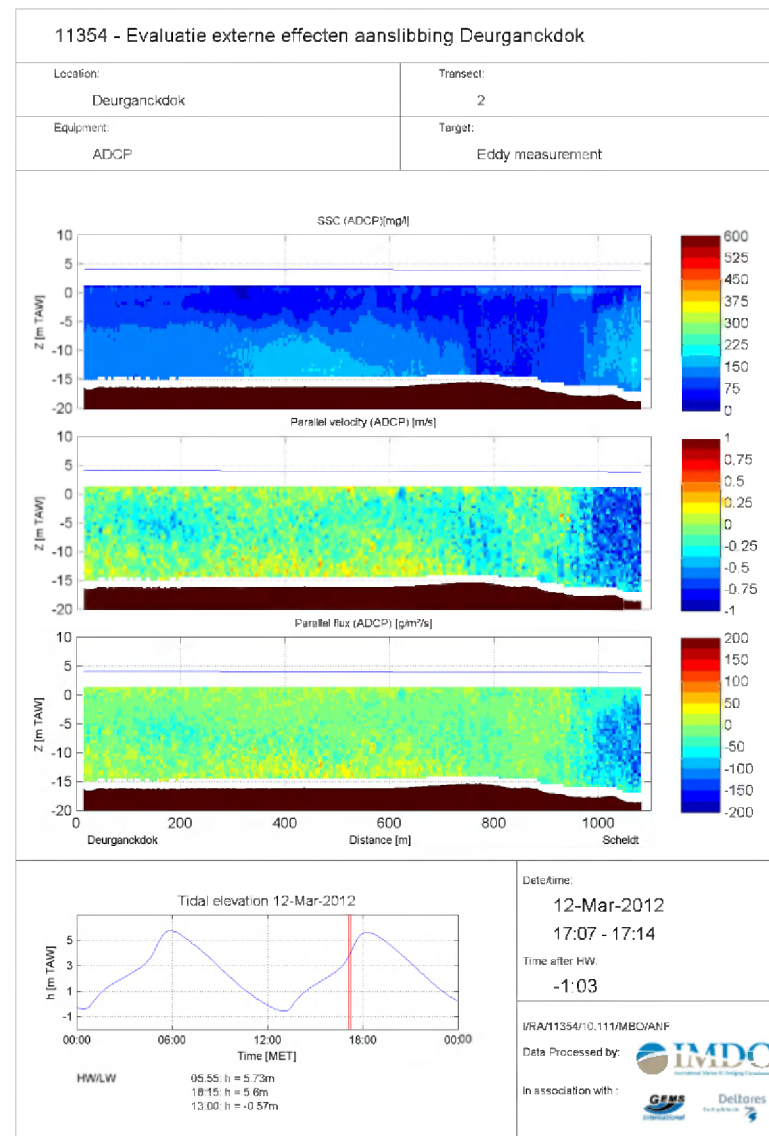 11354 - Evaluatie externe effecten aanslibbing Deurganckdok
Location:
Deurganckdok
Transect:
2
Equipment:
ADCP
Target:
Eddy measurement
SSC (ADCP)[mg/l]
10
5
0
-5
-10
-15
-20
Z [m TAW]
600
525
450
375
300
225
150
75
0
Parallel velocity (ADCP) [m/s]
10
5
0
-5
-10
-15
-20
Z [m TAW]
1
0.75
0.5
0.25
0
-0.25
-0.5
-0.75
-1
Parallel flux (ADCP) [g/m²/s]
10
5
0
-5
-10
-15
-20
Z [m TAW]
200
150
100
50
0
-50
-100
-150
-200
0 200 400 600 800 1000
Deurganckdok Distance [m] Scheldt
Tidal elevation 12-Mar-2012
5
3
1
-1
h [m TAW]
00:00 06:00 12:00 18:00 00:00
Time [MET]
HW/LW
05:55: h = 5.73m
18:15: h = 5.6m
13:00: h = -0.57m
Date/time:
12-Mar-2012
17:07 - 17:14
Time after HW:
-1:03
I/RA/11354/10.111/MBO/ANF
Data Processed by:
IMDC
In association with :
GEMS
International
Deltares